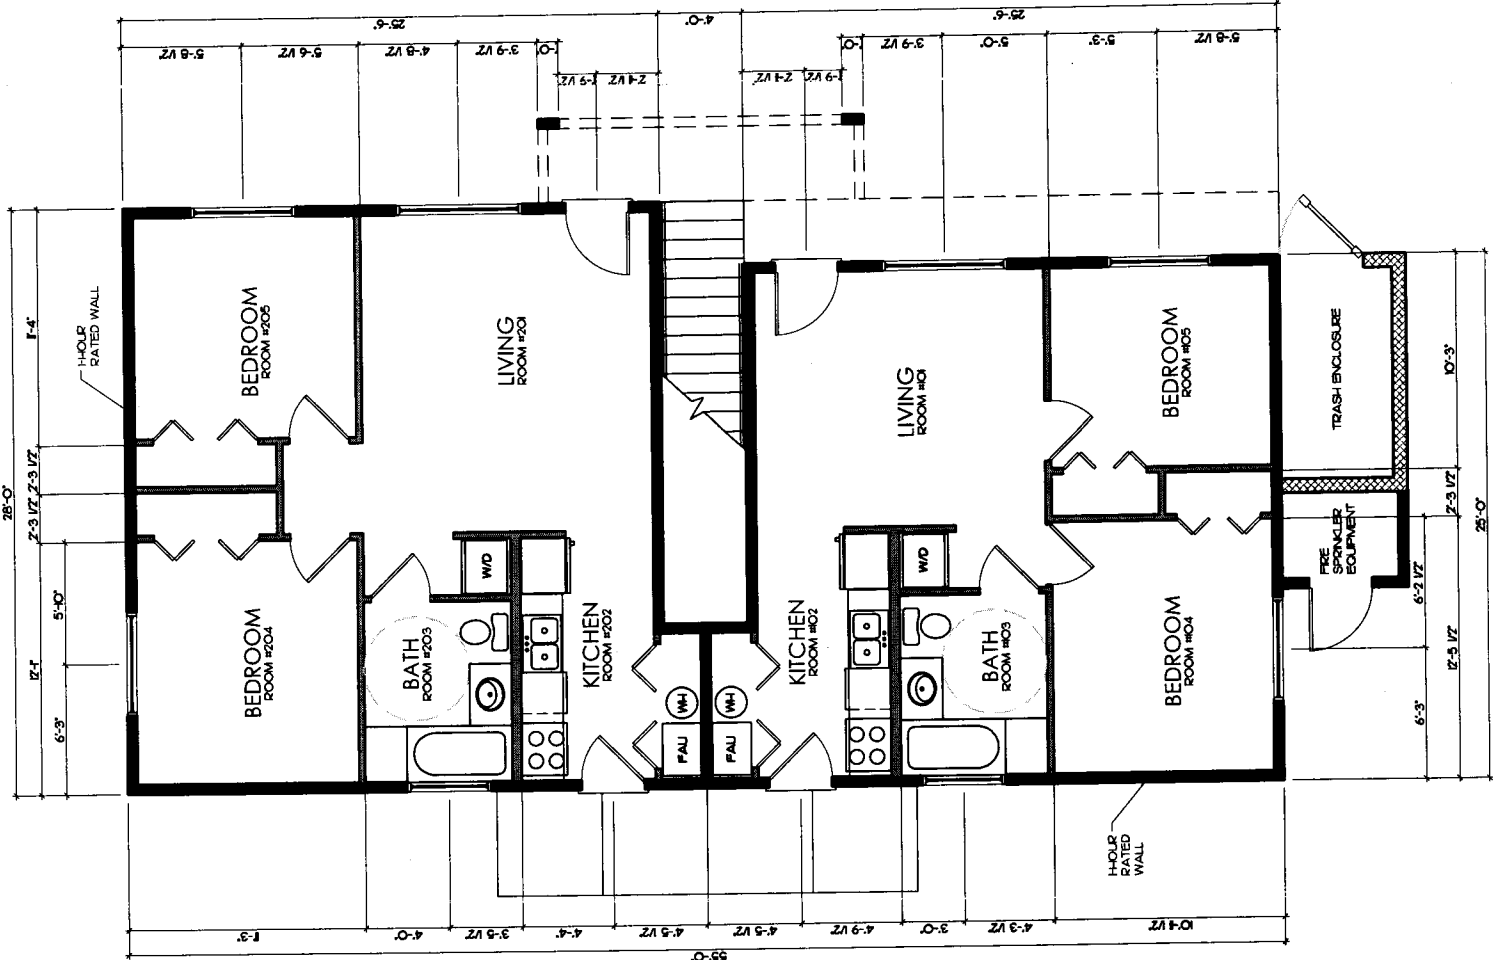 25'-6"
4'-0"
25'-6"
5'-8 1/2"
5'-6 1/2"
4'-8 1/2"
3'-9 1/2"
2'-11 1/2"
2'-11 1/2"
3'-9 1/2"
5'-0"
5'-3"
5'-8 1/2"
1-HOUR
RATED WALL
28'-0"
11'-4"
2'-3 1/2"
2'-3 1/2"
12'-1"
5'-10"
6'-3"
BEDROOM
ROOM #205
LIVING
ROOM #201
BEDROOM
ROOM #204
BATH
ROOM #203
W/D
KITCHEN
ROOM #202
WH
FAU
WH
FAU
KITCHEN
ROOM #102
W/D
BATH
ROOM #103
LIVING
ROOM #101
BEDROOM
ROOM #105
BEDROOM
ROOM #104
TRASH ENCLOSURE
FIRE
SPRINKLER
EQUIPMENT
10'-3"
2'-3 1/2"
25'-0"
6'-2 1/2"
12'-5 1/2"
6'-3"
1-HOUR
RATED
WALL
11'-3"
4'-0"
3'-5 1/2"
4'-4"
4'-5 1/2"
4'-5 1/2"
4'-9 1/2"
3'-0"
4'-3 1/2"
10'-11 1/2"
55'-0"